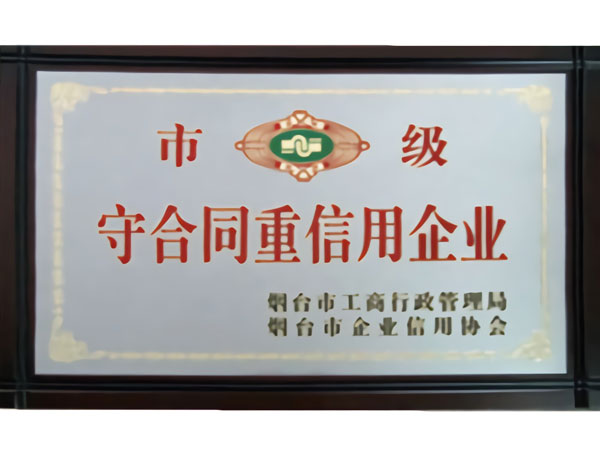 市 级
守合同重信用企业
烟台市工商行政管理局
烟台市企业信用协会